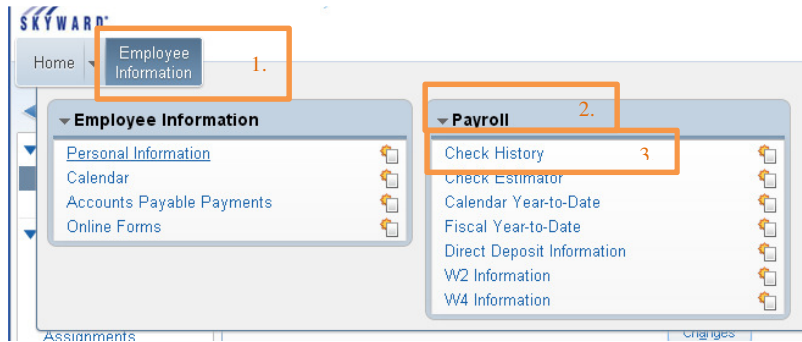 SKYWARD
Home
Employee
Information
1.
Employee Information
Personal Information
Calendar
Accounts Payable Payments
Online Forms
Payroll
2.
Check History
3
Check Estimator
Calendar Year-to-Date
Fiscal Year-to-Date
Direct Deposit Information
W2 Information
W4 Information
Assignments
Changes